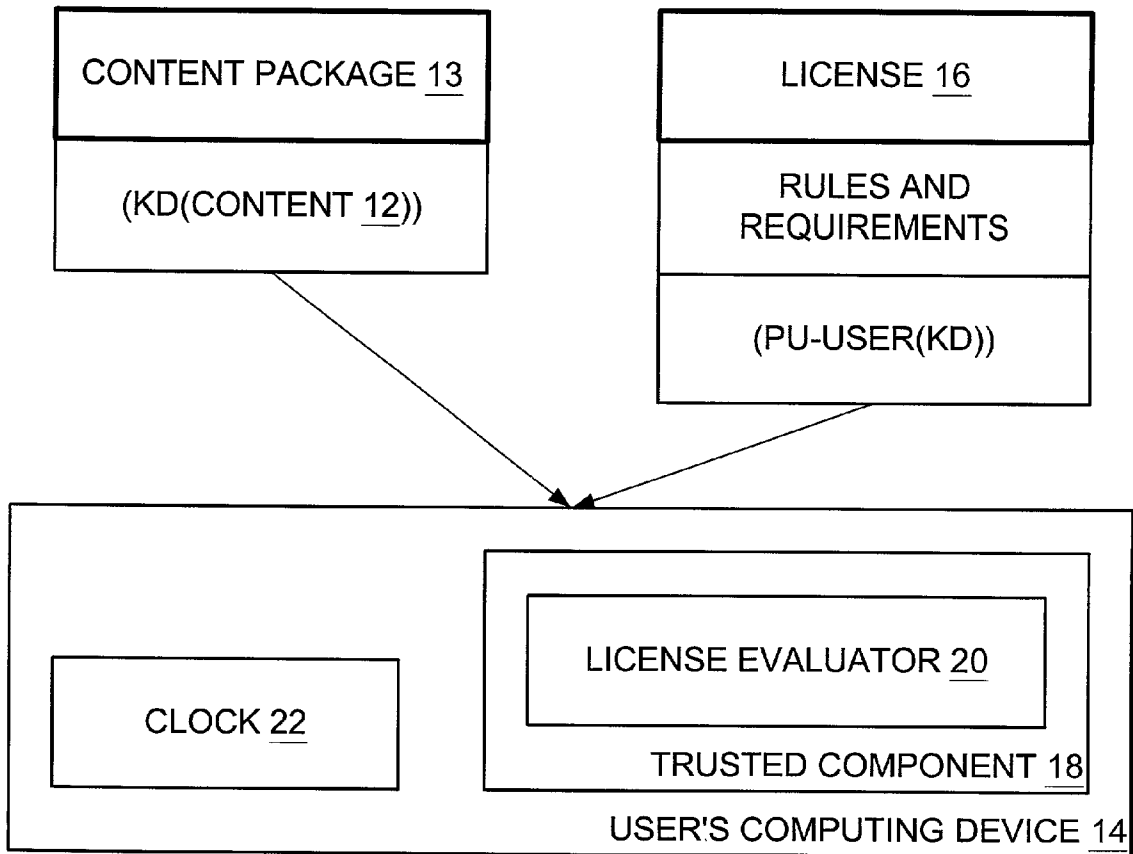 CONTENT PACKAGE 13
(KD(CONTENT 12))
LICENSE 16
RULES AND
REQUIREMENTS
(PU-USER(KD))
CLOCK 22
LICENSE EVALUATOR 20
TRUSTED COMPONENT 18
USER'S COMPUTING DEVICE 14